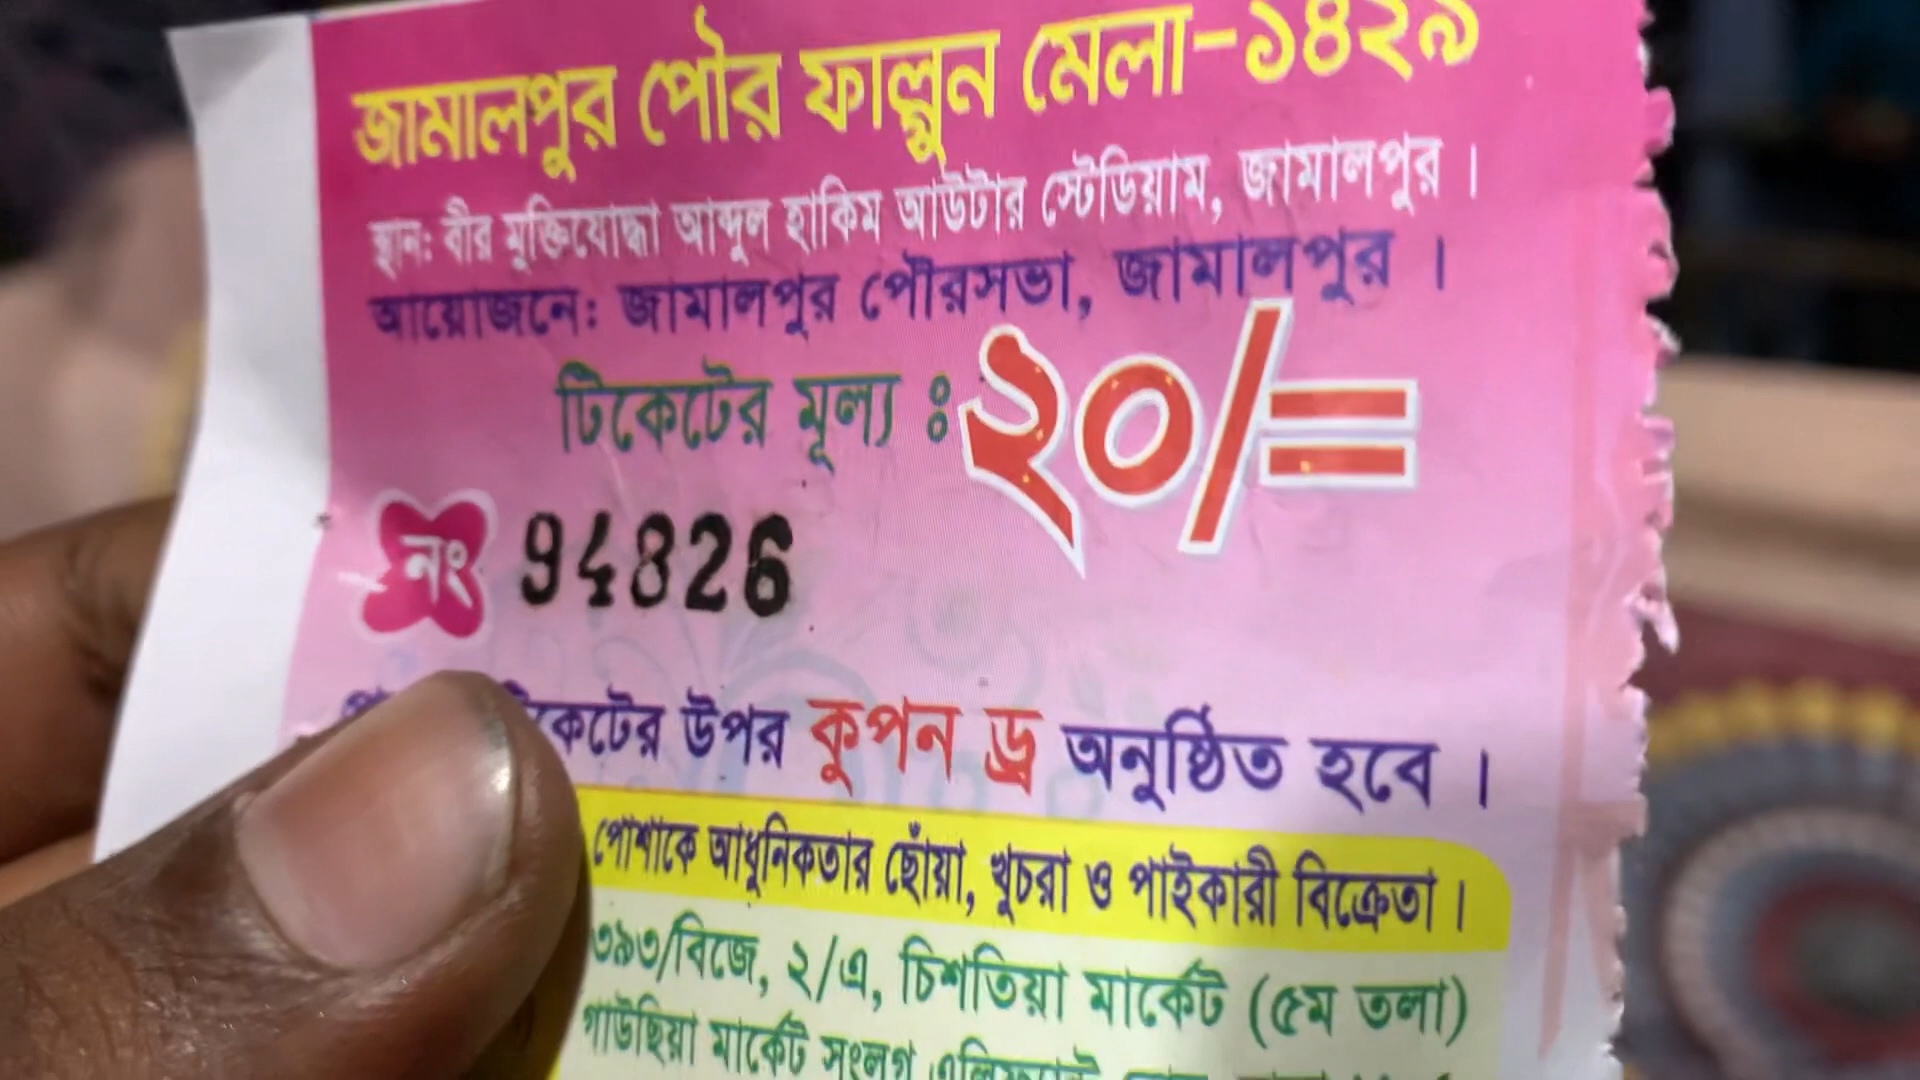 জামালপুর পৌর ফাল্গুন মেলা-১৪২৯
স্থান: বীর মুক্তিযোদ্ধা আব্দুল হাকিম আউটার স্টেডিয়াম, জামালপুর।
আয়োজনে: জামালপুর পৌরসভা, জামালপুর।
টিকেটের মূল্য ঃ ২০/=
নং 94826
উপর কুপন ড্র অনুষ্ঠিত হবে।
পোশাকে আধুনিকতার ছোঁয়া, খুচরা ও পাইকারী বিক্রেতা।
৩৯৩/বিজে, ২/এ, চিশতিয়া মার্কেট (৫ম তলা)
গাউছিয়া মার্কেট সংলগ্ন